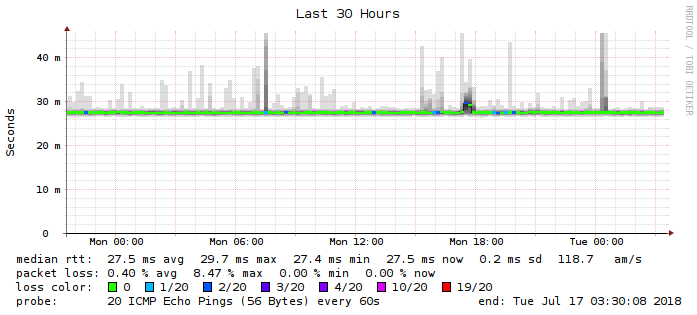 Last 30 Hours
RRDTOOL / TOBI OETIKER
Seconds
40 m
30 m
20 m
10 m
0
Mon 00:00 Mon 06:00 Mon 12:00 Mon 18:00 Tue 00:00
median rtt: 27.5 ms avg 29.7 ms max 27.4 ms min 27.5 ms now 0.2 ms sd 118.7 am/s
packet loss: 0.40 % avg 8.47 % max 0.00 % min 0.00 % now
loss color: 0 1/20 2/20 3/20 4/20 10/20 19/20
probe: 20 ICMP Echo Pings (56 Bytes) every 60s end: Tue Jul 17 03:30:08 2018